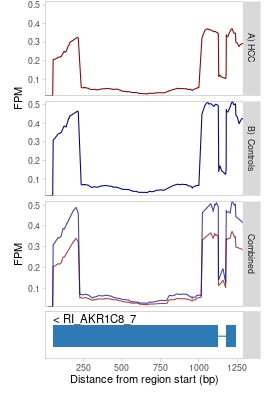 0.5
0.4
0.3
0.2
0.1
FPM
A) HCC
0.5
0.4
0.3
0.2
0.1
B) Controls
0.5
0.4
0.3
0.2
0.1
FPM
Combined
< RI_AKR1C8_7
250
500
750
1000
1250
Distance from region start (bp)